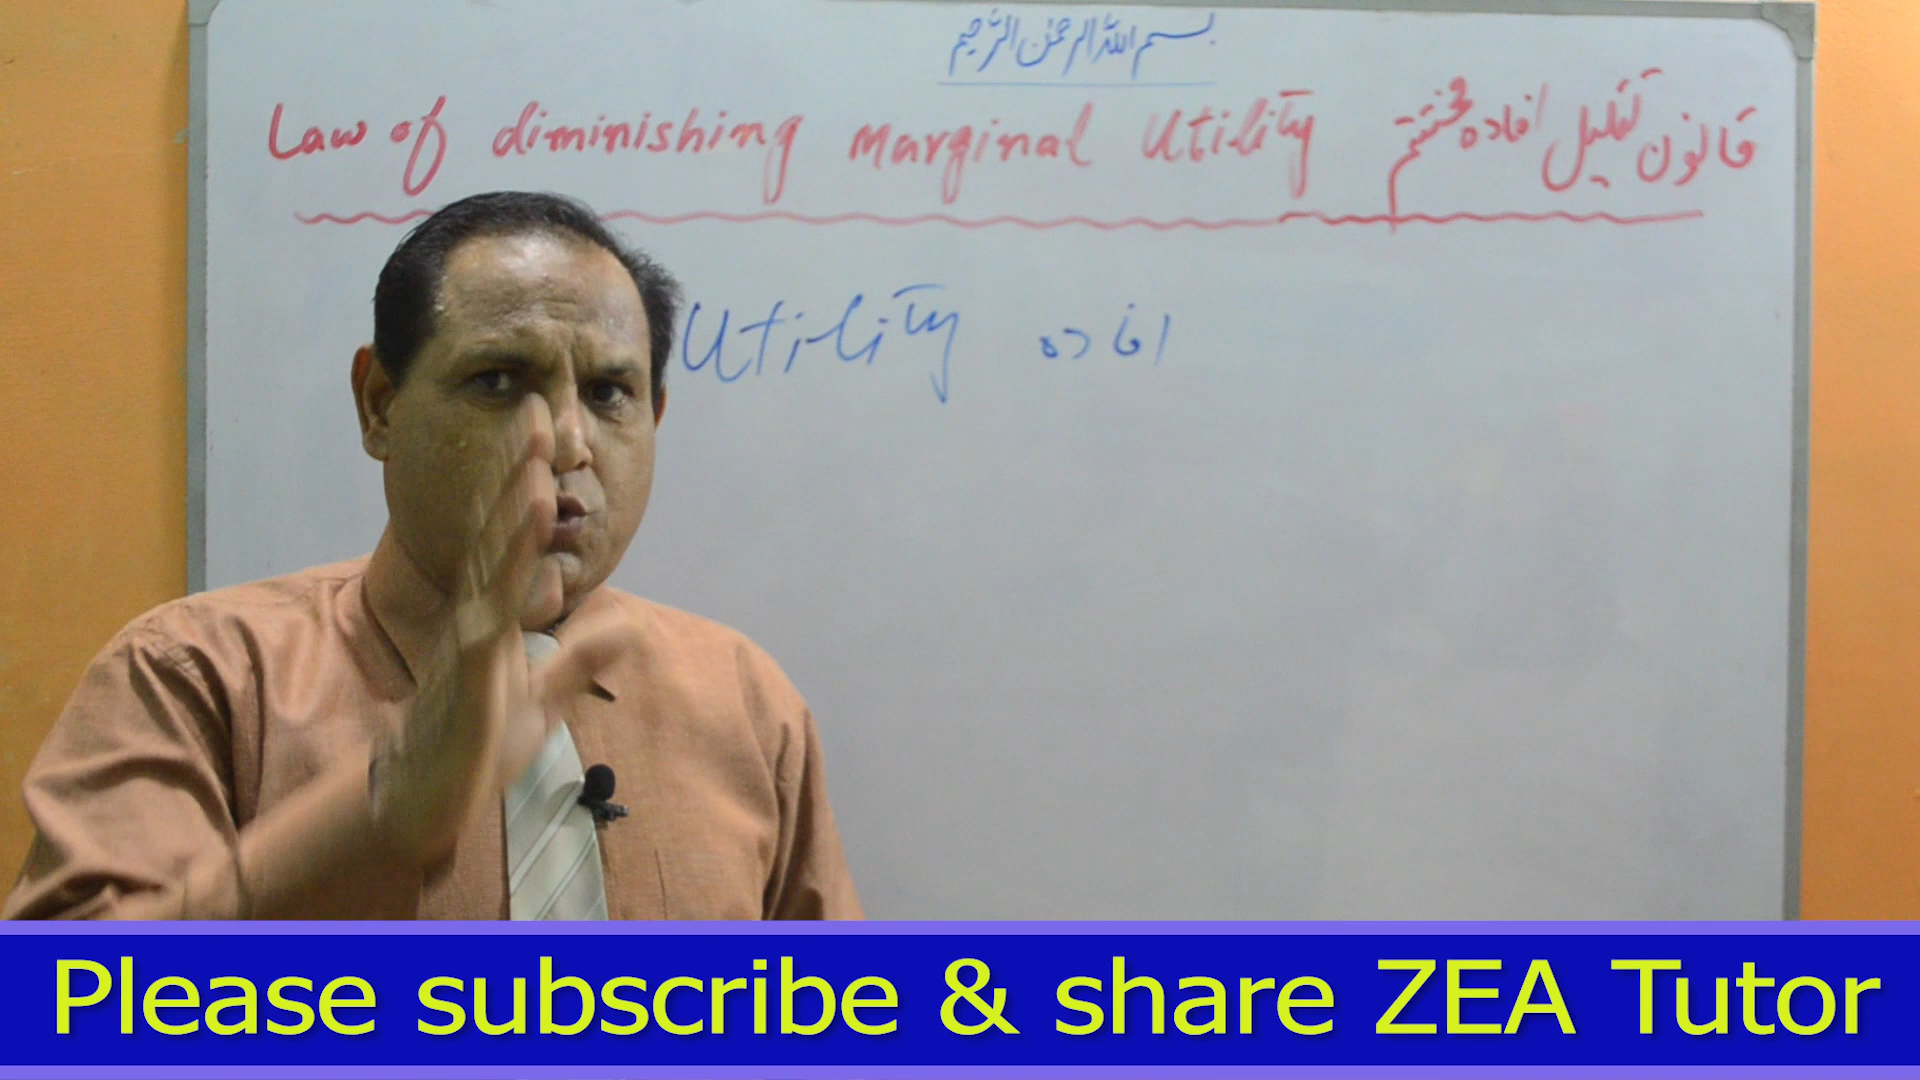 بسم اللہ الرحمن الرحیم
Law of diminishing Marginal Utility قانون تقلیل افادہ مختتم
Utility افادہ
Please subscribe & share ZEA Tutor